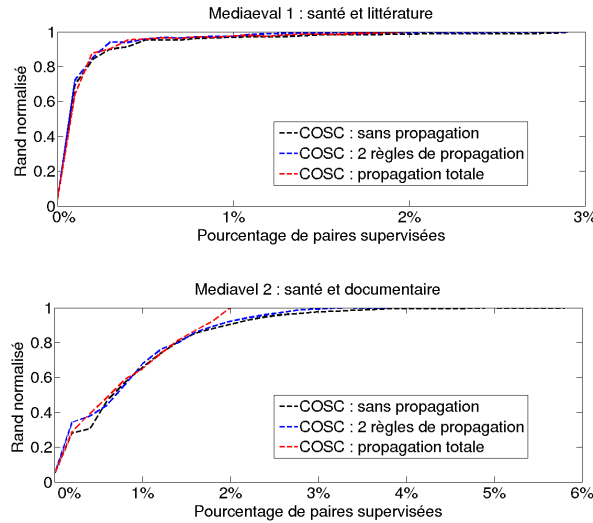 Mediaeval 1 : santé et littérature
1
0.8
0.6
0.4
0.2
0
Rand normalisé
COSC : sans propagation
COSC : 2 règles de propagation
COSC : propagation totale
0% 1% 2% 3%
Pourcentage de paires supervisées
Mediavel 2 : santé et documentaire
1
0.8
0.6
0.4
0.2
0
Rand normalisé
COSC : sans propagation
COSC : 2 règles de propagation
COSC : propagation totale
0% 1% 2% 3% 4% 5% 6%
Pourcentage de paires supervisées